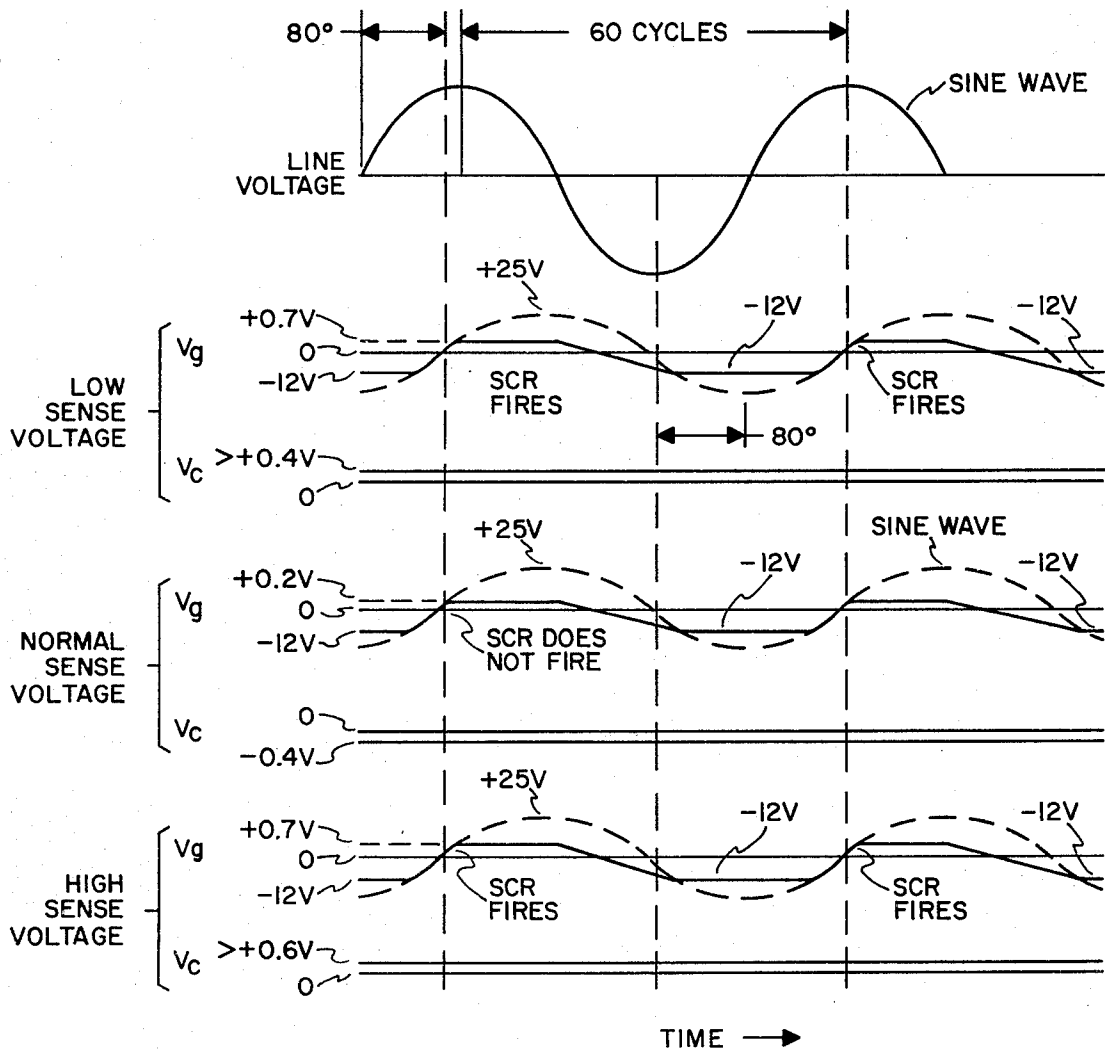 80°
60 CYCLES
SINE WAVE
LINE
VOLTAGE
+25V
-12V
-12V
+0.7V
Vg
0
-12V
SCR
FIRES
SCR
FIRES
80°
LOW
SENSE
VOLTAGE
Vc
>+0.4V
0
+25V
SINE WAVE
-12V
-12V
+0.2V
Vg
0
-12V
SCR DOES
NOT FIRE
NORMAL
SENSE
VOLTAGE
Vc
0
-0.4V
+25V
-12V
-12V
+0.7V
Vg
0
-12V
SCR
FIRES
SCR
FIRES
HIGH
SENSE
VOLTAGE
Vc
>+0.6V
0
TIME